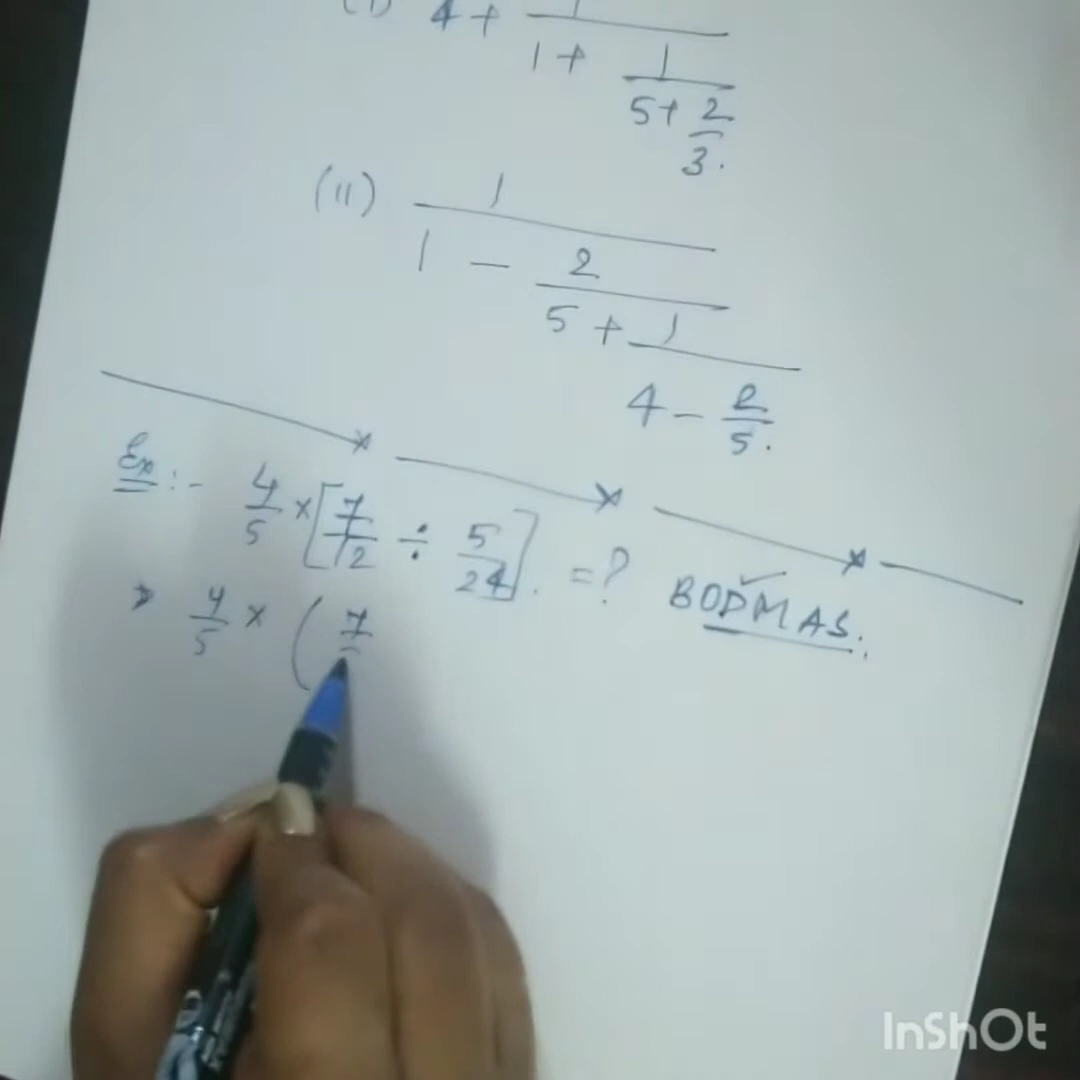 (I) 4 + 1
1 + 1
5 + 2
3.
(II) 1
1 - 2
5 + 1
4 - 2/5.
Ex:- 4/5 × [7/12 ÷ 5/24]. = ? BODMAS.
⇒ 4/5 × ( 7
InShOt